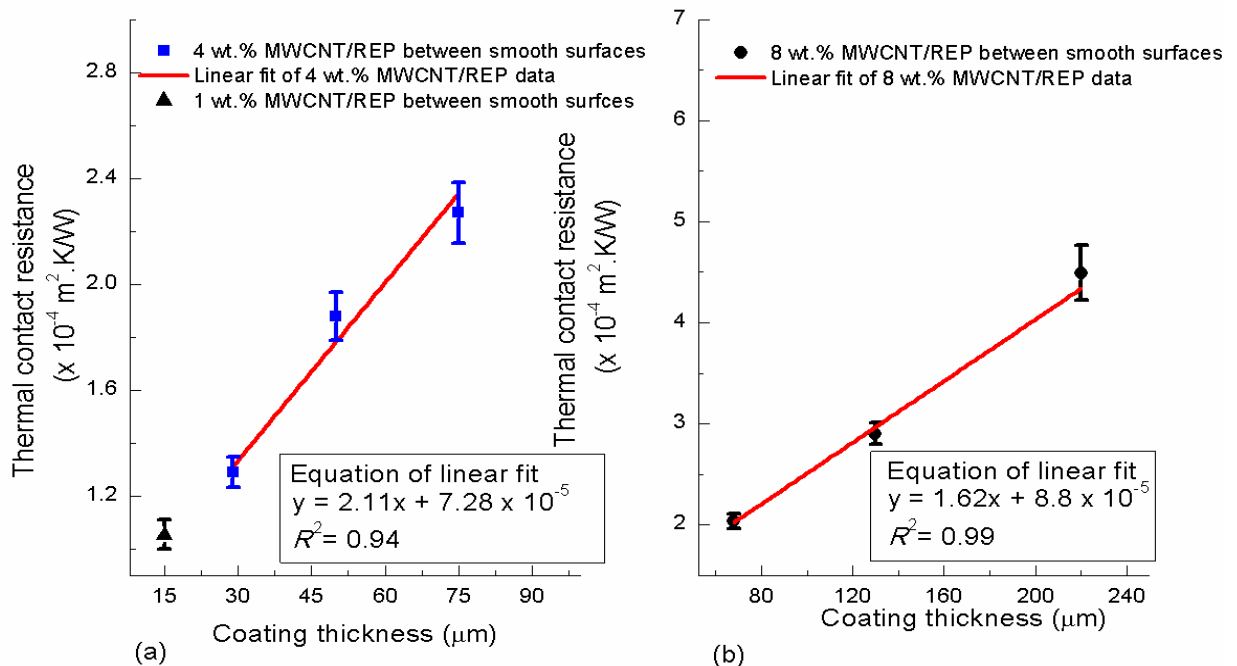 4 wt.% MWCNT/REP between smooth surfaces
Linear fit of 4 wt.% MWCNT/REP data
1 wt.% MWCNT/REP between smooth surfces
2.8
2.4
2.0
1.6
1.2
Thermal contact resistance
(x 10⁻⁴ m².K/W)
Equation of linear fit
y = 2.11x + 7.28 x 10⁻⁵
R²= 0.94
15 30 45 60 75 90
Coating thickness (μm)
(a)
8 wt.% MWCNT/REP between smooth surfaces
Linear fit of 8 wt.% MWCNT/REP data
7
6
5
4
3
2
Thermal contact resistance
(x 10⁻⁴ m².K/W)
Equation of linear fit
y = 1.62x + 8.8 x 10⁻⁵
R²= 0.99
80 120 160 200 240
Coating thickness (μm)
(b)